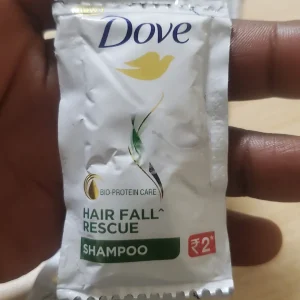 Dove
BIO-PROTEIN CARE
HAIR FALL^
RESCUE
SHAMPOO
₹2*